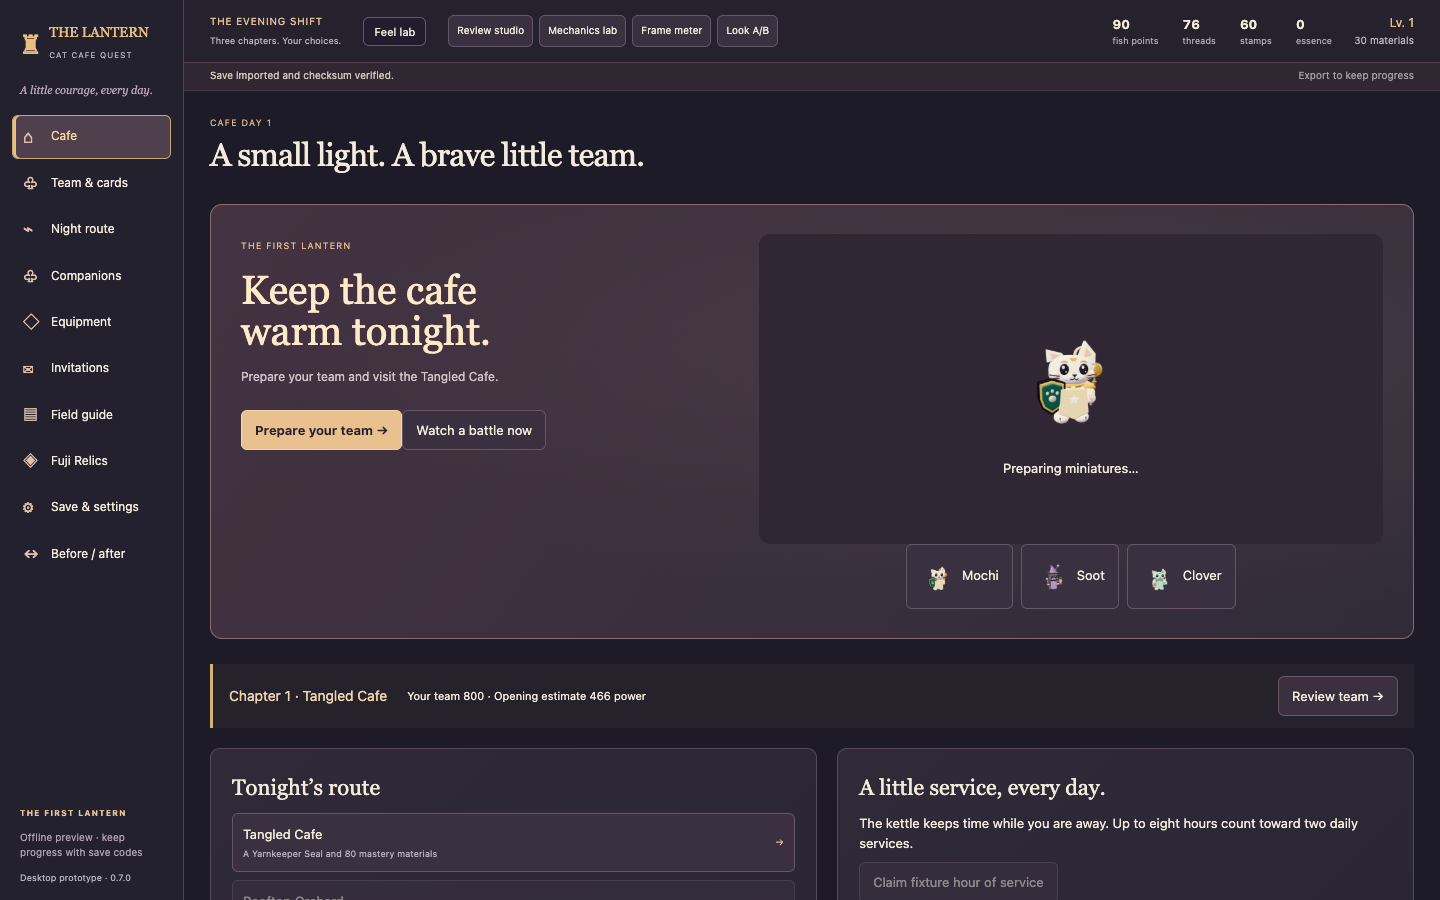 THE LANTERN
CAT CAFE QUEST
A little courage, every day.
Cafe
Team & cards
Night route
Companions
Equipment
Invitations
Field guide
Fuji Relics
Save & settings
Before / after
THE FIRST LANTERN
Offline preview · keep
progress with save codes
Desktop prototype · 0.7.0
THE EVENING SHIFT
Three chapters. Your choices.
Feel lab
Review studio
Mechanics lab
Frame meter
Look A/B
90
fish points
76
threads
60
stamps
0
essence
Lv. 1
30 materials
Save imported and checksum verified.
Export to keep progress
CAFE DAY 1
A small light. A brave little team.
THE FIRST LANTERN
Keep the cafe
warm tonight.
Prepare your team and visit the Tangled Cafe.
Prepare your team →
Watch a battle now
Preparing miniatures…
Mochi
Soot
Clover
Chapter 1 · Tangled Cafe
Your team 800 · Opening estimate 466 power
Review team →
Tonight’s route
Tangled Cafe
A Yarnkeeper Seal and 80 mastery materials
→
A little service, every day.
The kettle keeps time while you are away. Up to eight hours count toward two daily
services.
Claim fixture hour of service